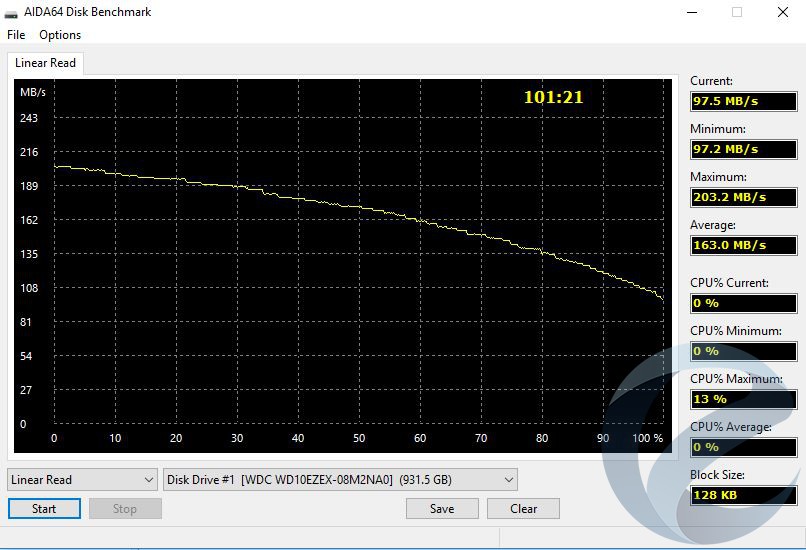 AIDA64 Disk Benchmark
File Options
Linear Read
MB/s
101:21
243
216
189
162
135
108
81
54
27
0
0 10 20 30 40 50 60 70 80 90 100 %
Current:
97.5 MB/s
Minimum:
97.2 MB/s
Maximum:
203.2 MB/s
Average:
163.0 MB/s
CPU% Current:
0 %
CPU% Minimum:
0 %
CPU% Maximum:
13 %
CPU% Average:
0 %
Block Size:
128 KB
Linear Read Disk Drive #1 [WDC WD10EZEX-08M2NA0] (931.5 GB)
Start Stop Save Clear